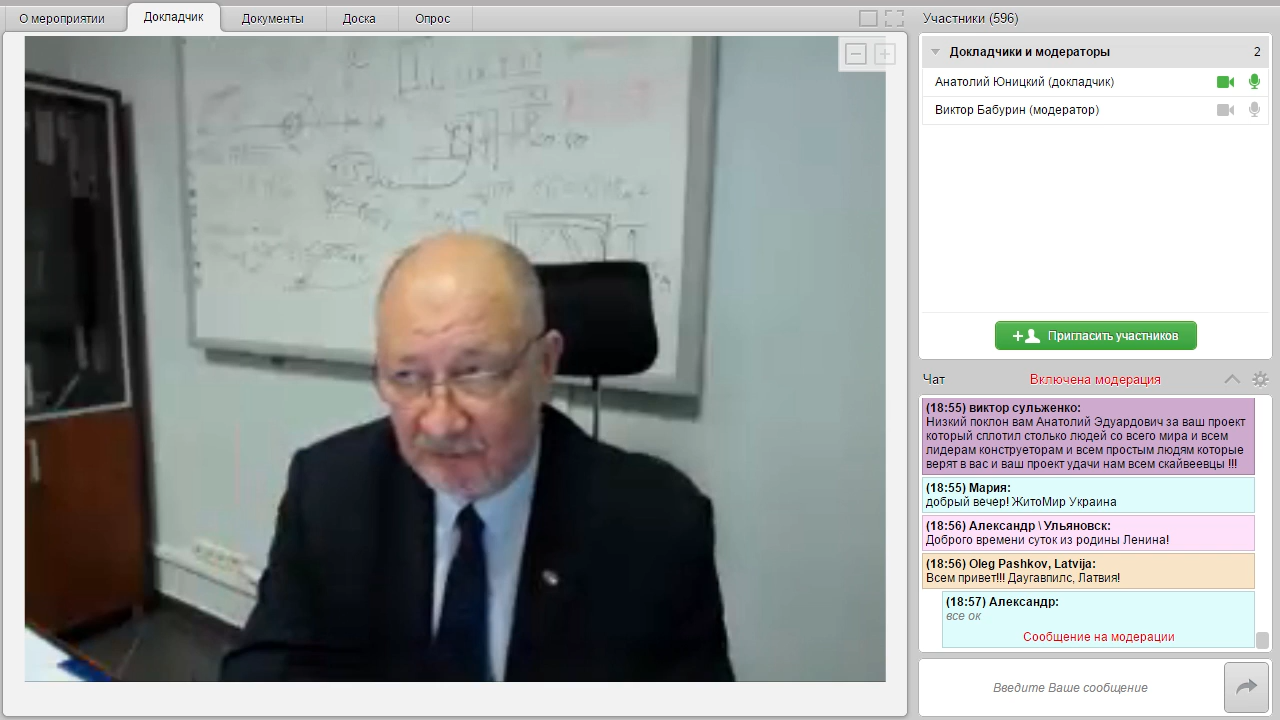 О мероприятии
Докладчик
Документы
Доска
Опрос
Участники (596)
Докладчики и модераторы
2
Анатолий Юницкий (докладчик)
Виктор Бабурин (модератор)
Пригласить участников
Чат
Включена модерация
(18:55) виктор сульженко:
Низкий поклон вам Анатолий Эдуардович за ваш проект
который сплотил столько людей со всего мира и всем
лидерам конструеторам и всем простым людям которые
верят в вас и ваш проект удачи нам всем скайвеевцы !!!
(18:55) Мария:
добрый вечер! ЖитоМир Украина
(18:56) Александр \ Ульяновск:
Доброго времени суток из родины Ленина!
(18:56) Oleg Pashkov, Latvija:
Всем привет!!! Даугавпилс, Латвия!
(18:57) Александр:
все ок
Сообщение на модерации
Введите Ваше сообщение